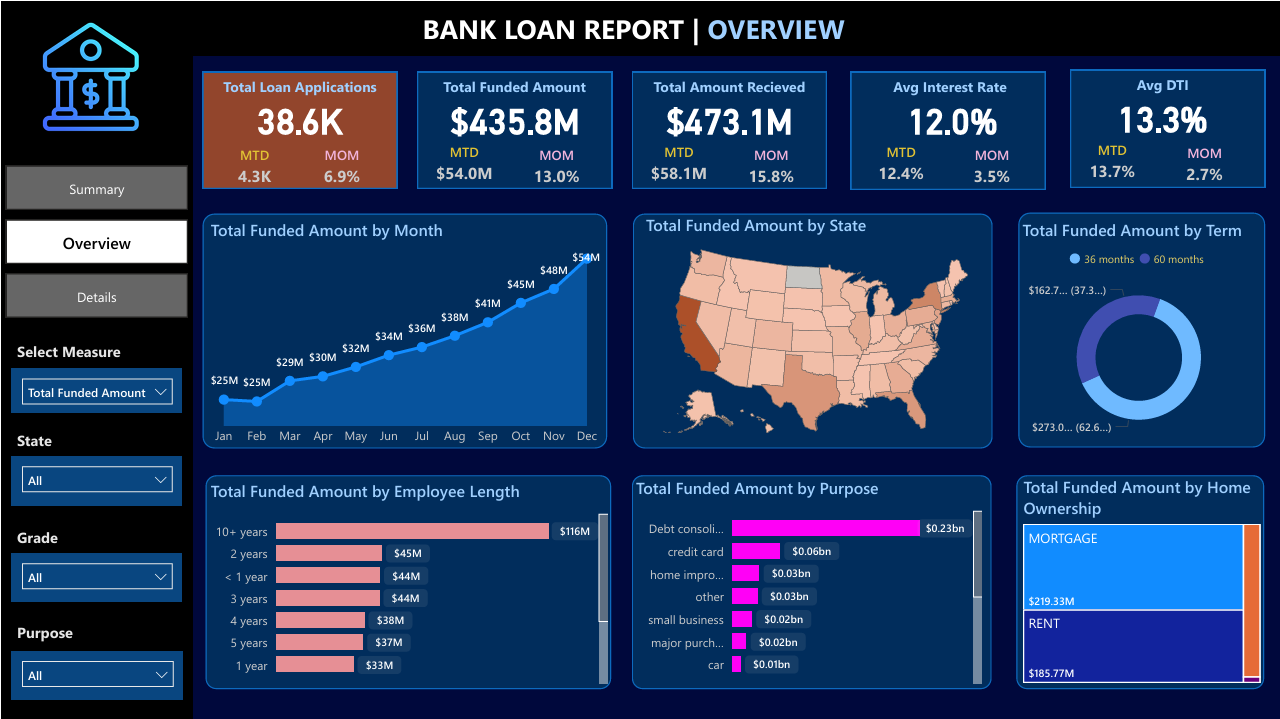 BANK LOAN REPORT | OVERVIEW
$
Summary
Overview
Details
Select Measure
Total Funded Amount
State
All
Grade
All
Purpose
All
Total Loan Applications
38.6K
MTD MOM
4.3K 6.9%
Total Funded Amount
$435.8M
MTD MOM
$54.0M 13.0%
Total Amount Recieved
$473.1M
MTD MOM
$58.1M 15.8%
Avg Interest Rate
12.0%
MTD MOM
12.4% 3.5%
Avg DTI
13.3%
MTD MOM
13.7% 2.7%
Total Funded Amount by Month
$25M $25M $29M $30M $32M $34M $36M $38M $41M $45M $48M $54M
Jan Feb Mar Apr May Jun Jul Aug Sep Oct Nov Dec
Total Funded Amount by State
Total Funded Amount by Term
36 months 60 months
$162.7... (37.3...)
$273.0... (62.6...)
Total Funded Amount by Employee Length
10+ years $116M
2 years $45M
< 1 year $44M
3 years $44M
4 years $38M
5 years $37M
1 year $33M
Total Funded Amount by Purpose
Debt consoli... $0.23bn
credit card $0.06bn
home impro... $0.03bn
other $0.03bn
small business $0.02bn
major purch... $0.02bn
car $0.01bn
Total Funded Amount by Home
Ownership
MORTGAGE
$219.33M
RENT
$185.77M